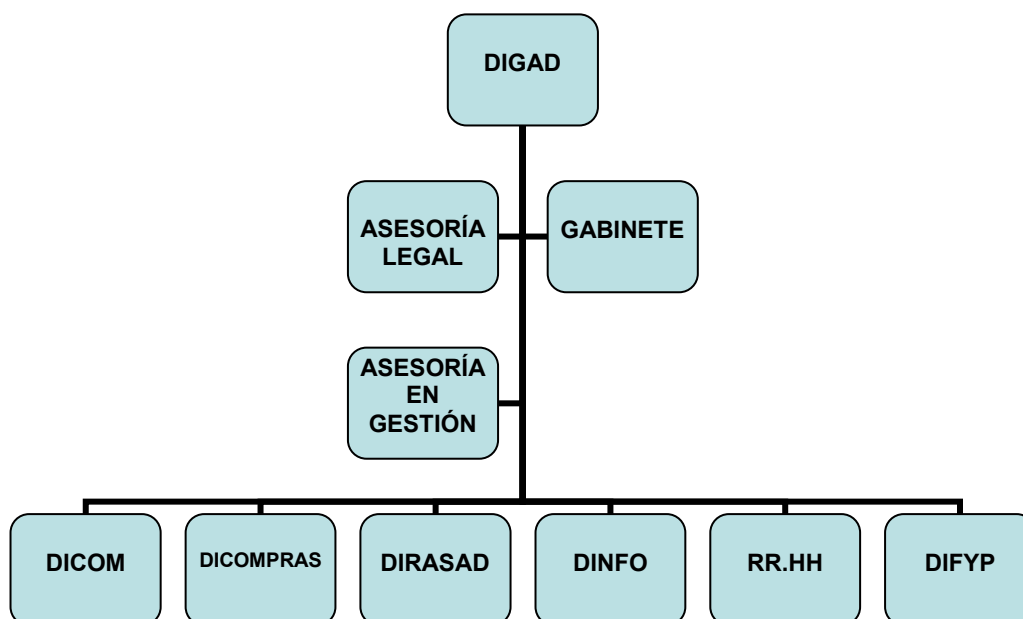 DIGAD
ASESORÍA
LEGAL
GABINETE
ASESORÍA
EN
GESTIÓN
DICOM
DICOMPRAS
DIRASAD
DINFO
RR.HH
DIFYP